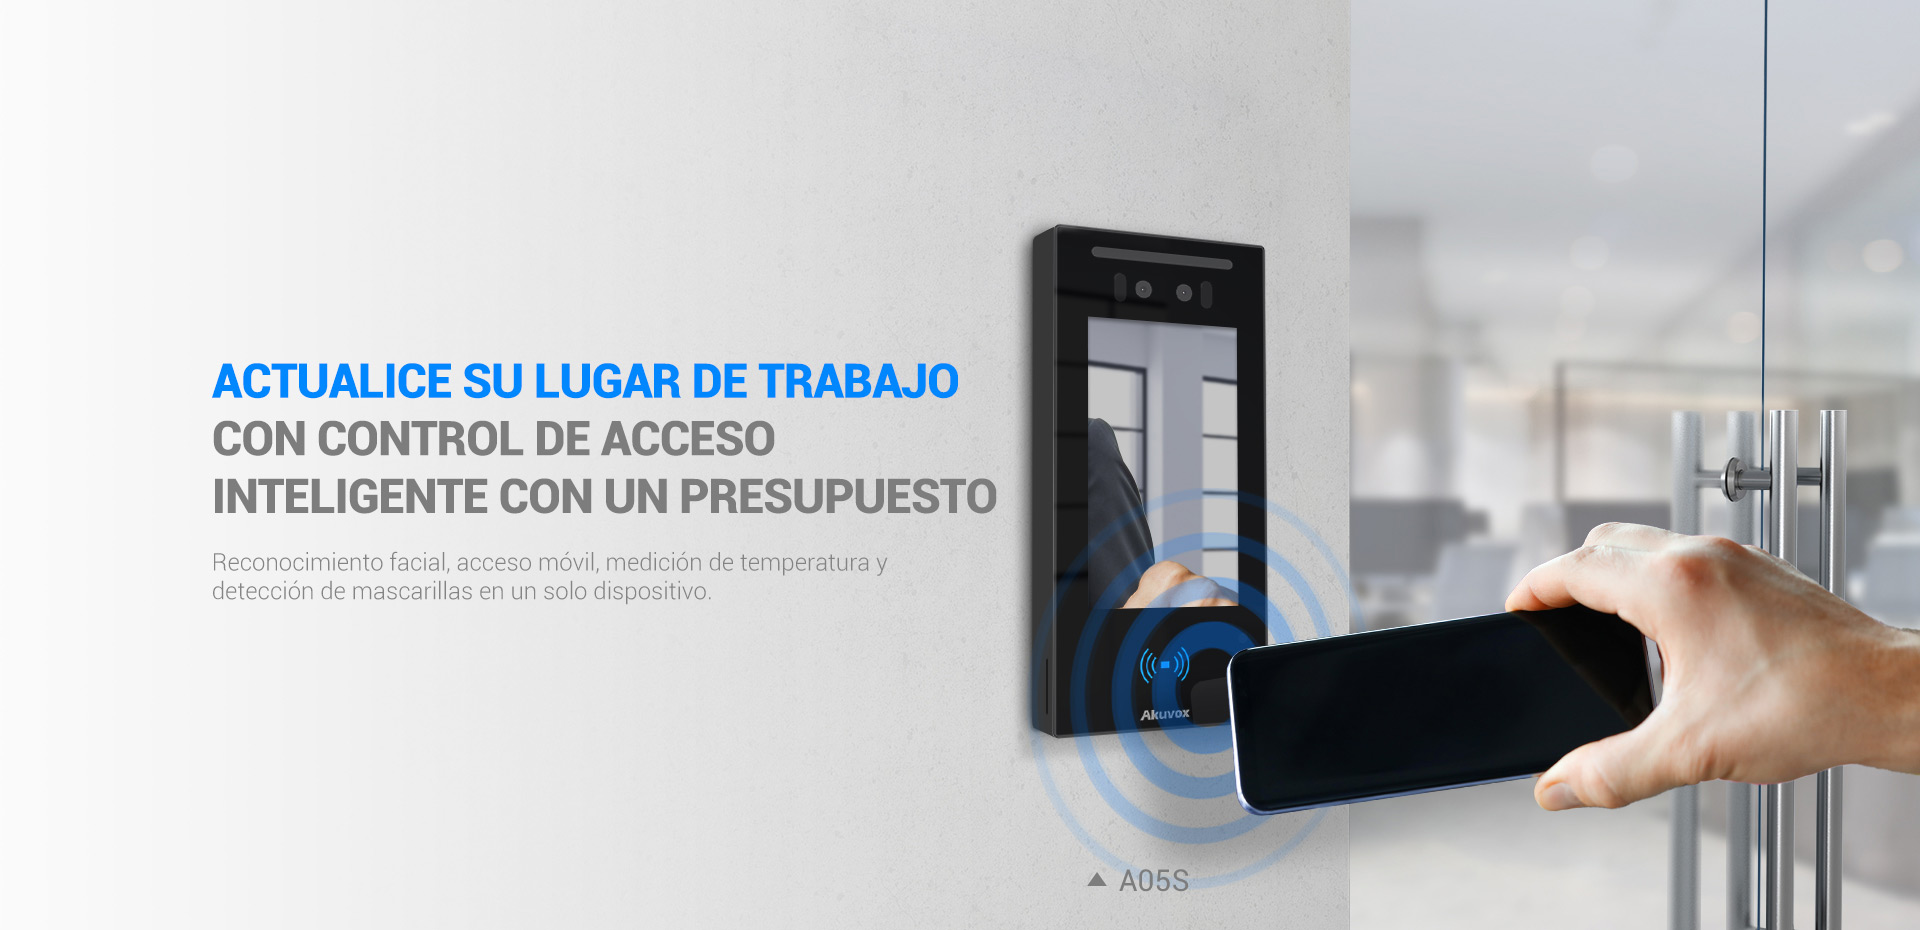 ACTUALICE SU LUGAR DE TRABAJO
CON CONTROL DE ACCESO
INTELIGENTE CON UN PRESUPUESTO
Reconocimiento facial, acceso móvil, medición de temperatura y
detección de mascarillas en un solo dispositivo.
Akuvox
▲ A05S